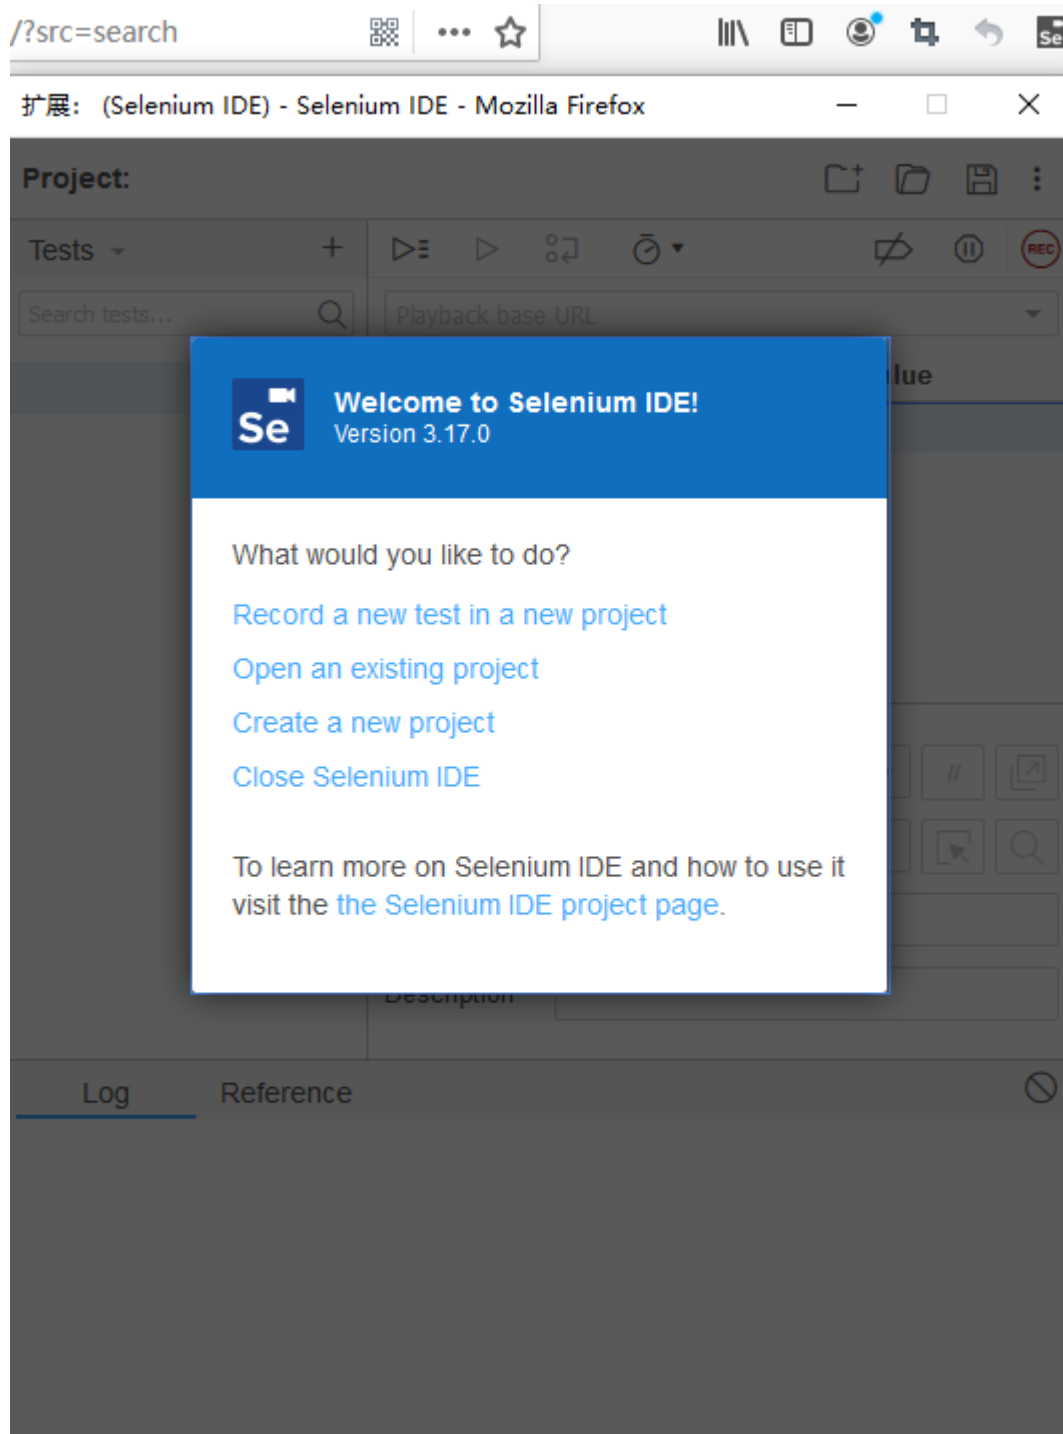 /?src=search
Se
扩展： (Selenium IDE) - Selenium IDE - Mozilla Firefox
Project:
Tests
REC
Search tests...
Playback base URL
Se
Welcome to Selenium IDE!
Version 3.17.0
lue
What would you like to do?
Record a new test in a new project
Open an existing project
Create a new project
Close Selenium IDE
//
To learn more on Selenium IDE and how to use it
visit the the Selenium IDE project page.
Description
Log
Reference